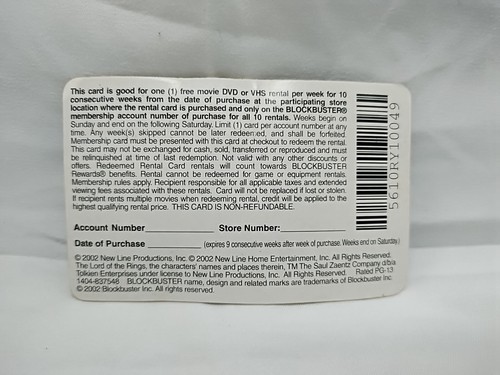 This card is good for one (1) free movie DVD or VHS rental per week for 10
consecutive weeks from the date of purchase at the participating store
location where the rental card is purchased and only on the BLOCKBUSTER®
membership account number of purchase for all 10 rentals. Weeks begin on
Sunday and end on the following Saturday. Limit (1) card per account number at any
time. Any week(s) skipped cannot be later redeemed, and shall be forfeited.
Membership card must be presented with this card at checkout to redeem the rental.
This card may not be exchanged for cash, sold, transferred or reproduced and must
be relinquished at time of last redemption. Not valid with any other discounts or
offers. Redeemed Rental Card rentals will count towards BLOCKBUSTER
Rewards® benefits. Rental cannot be redeemed for game or equipment rentals.
Membership rules apply. Recipient responsible for all applicable taxes and extended
viewing fees associated with these rentals. Card will not be replaced if lost or stolen.
If recipient rents multiple movies when redeeming rental, credit will be applied to the
highest qualifying rental price. THIS CARD IS NON-REFUNDABLE.
5610RY10049
Account Number Store Number:
Date of Purchase (expires 9 consecutive weeks after week of purchase. Weeks end on Saturday.)
© 2002 New Line Productions, Inc. © 2002 New Line Home Entertainment, Inc. All Rights Reserved.
The Lord of the Rings, the characters' names and places therein, TM The Saul Zaentz Company d/b/a
Tolkien Enterprises under license to New Line Productions, Inc. All Rights Reserved. Rated PG-13
1404-837548 BLOCKBUSTER name, design and related marks are trademarks of Blockbuster Inc.
© 2002 Blockbuster Inc. All rights reserved.